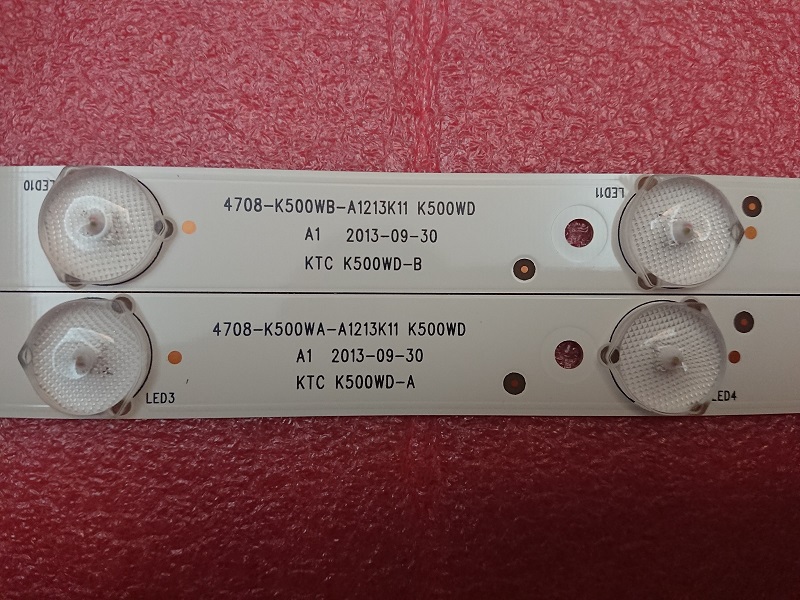 LED10
LED11
4708-K500WB-A1213K11 K500WD
A1 2013-09-30
KTC K500WD-B
4708-K500WA-A1213K11 K500WD
A1 2013-09-30
KTC K500WD-A
LED3
LED4